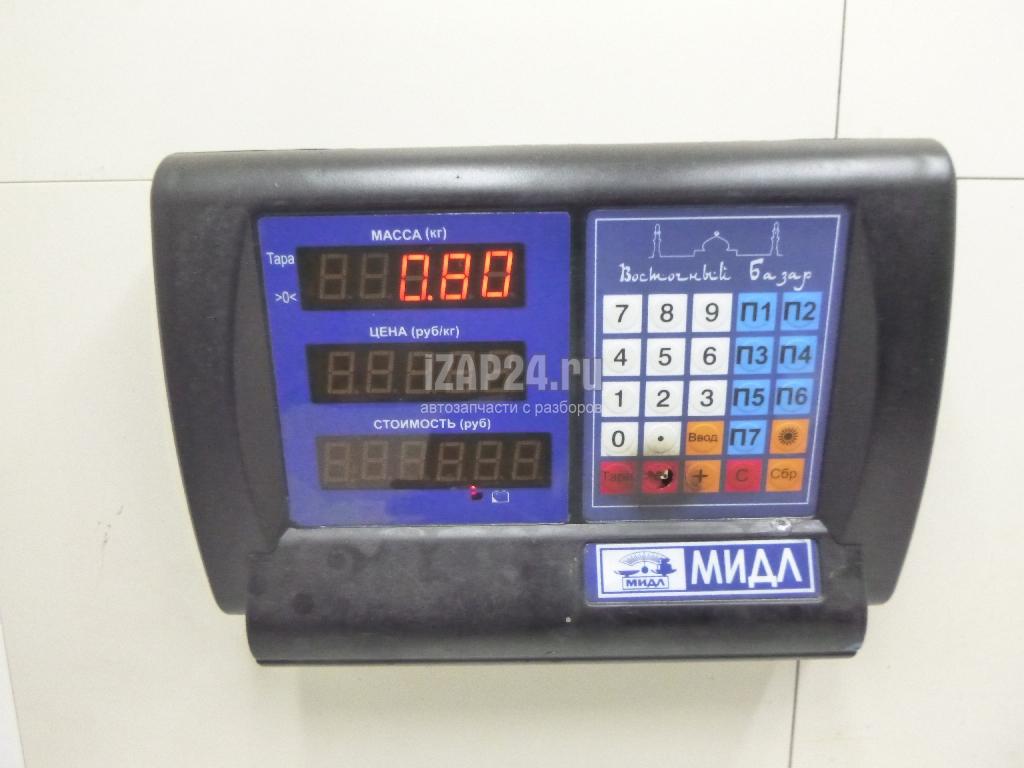 МАССА (кг)
Тара
0.80
>0<
ЦЕНА (руб/кг)
iZAP24.ru
автозапчасти с разборов
СТОИМОСТЬ (руб)
Восточный Базар
7 8 9 П1 П2
4 5 6 П3 П4
1 2 3 П5 П6
0 . Ввод П7
Тара + С Сбр
МИДЛ
МИДЛ